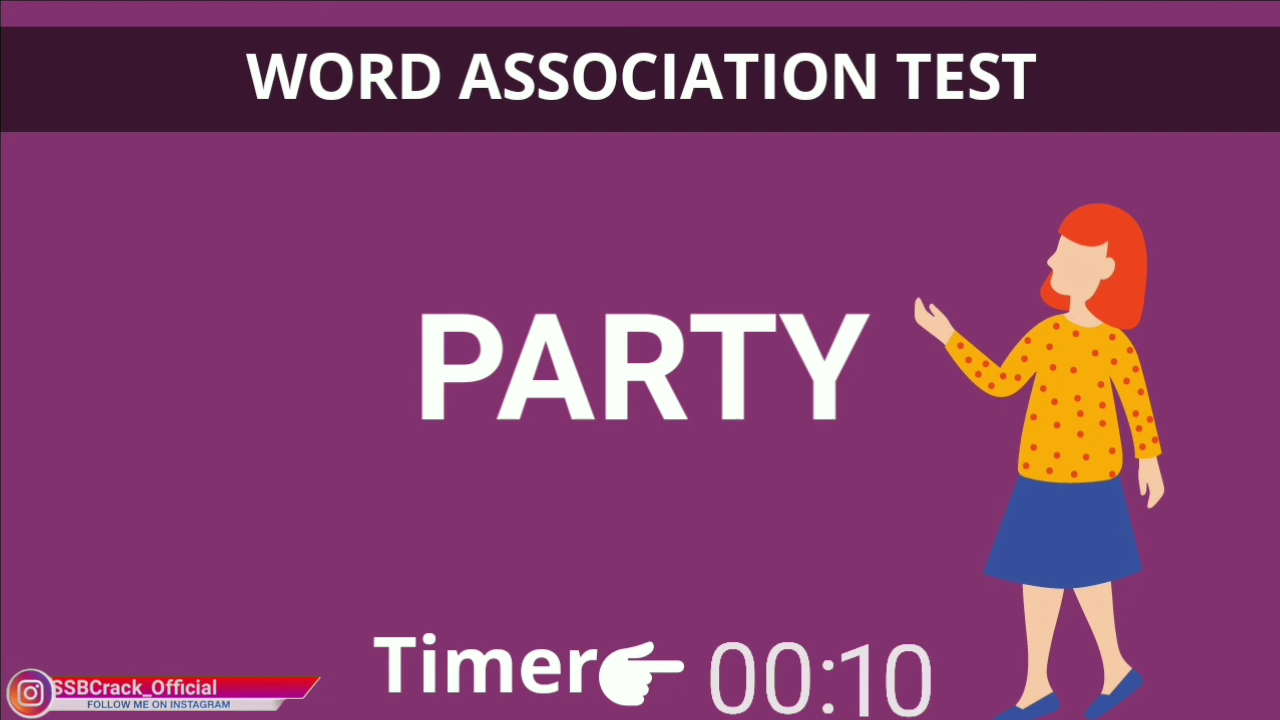 WORD ASSOCIATION TEST
PARTY
Timer 00:10
SSBCrack_Official
FOLLOW ME ON INSTAGRAM